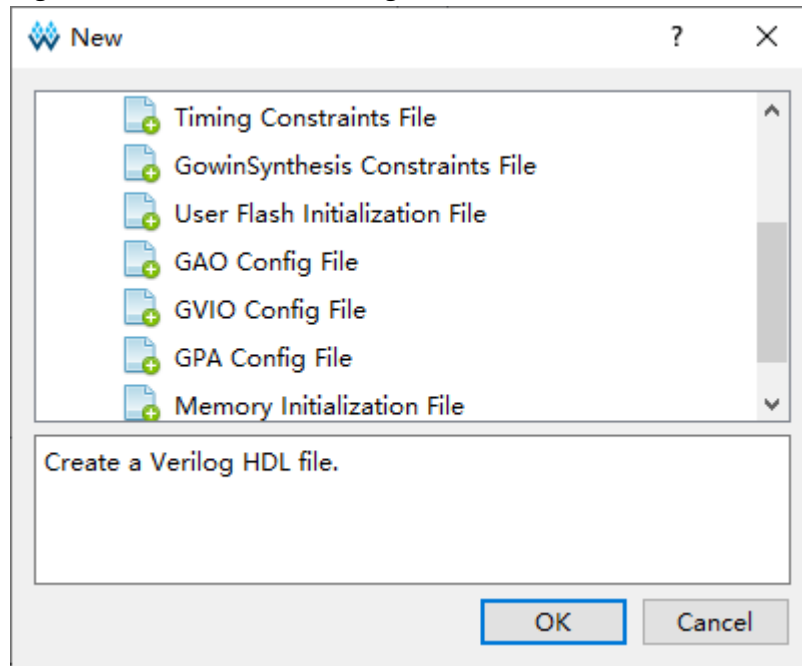 New
?
Timing Constraints File
GowinSynthesis Constraints File
User Flash Initialization File
GAO Config File
GVIO Config File
GPA Config File
Memory Initialization File
Create a Verilog HDL file.
OK Cancel